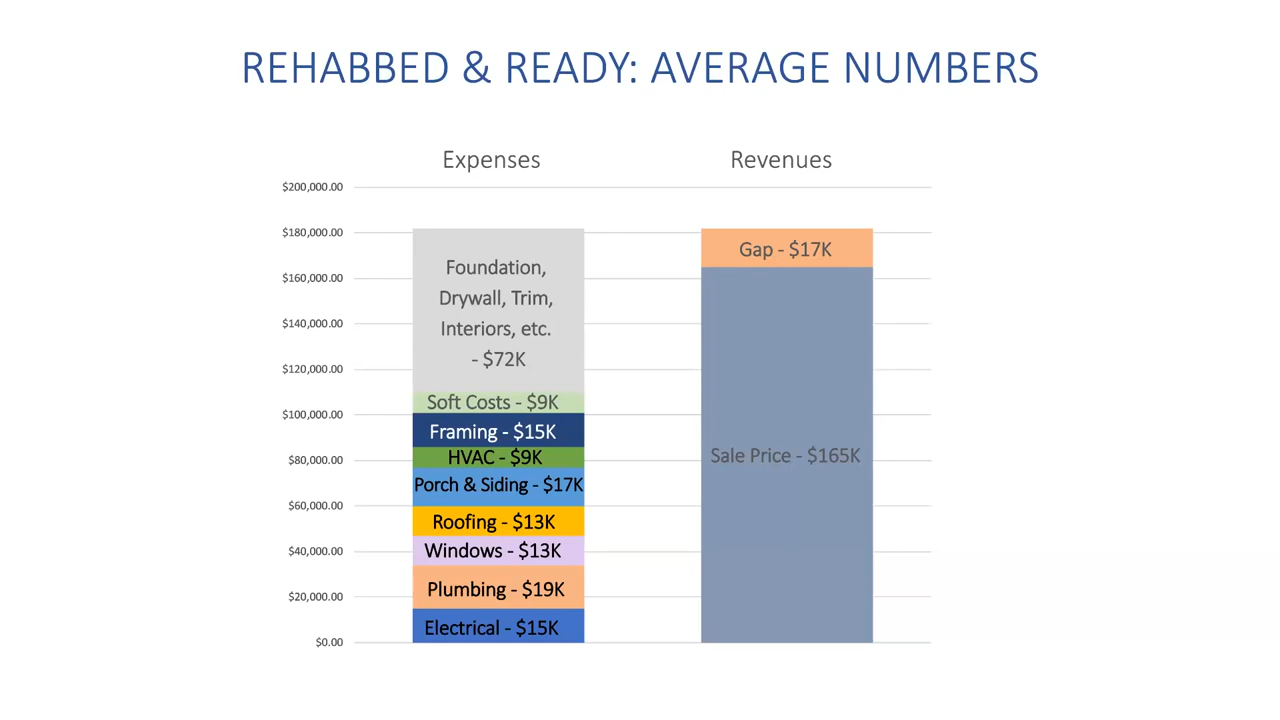 REHABBED & READY: AVERAGE NUMBERS
Expenses
Revenues
$200,000.00
$180,000.00
$160,000.00
$140,000.00
$120,000.00
$100,000.00
$80,000.00
$60,000.00
$40,000.00
$20,000.00
$0.00
Foundation,
Drywall, Trim,
Interiors, etc.
- $72K
Soft Costs - $9K
Framing - $15K
HVAC - $9K
Porch & Siding - $17K
Roofing - $13K
Windows - $13K
Plumbing - $19K
Electrical - $15K
Gap - $17K
Sale Price - $165K